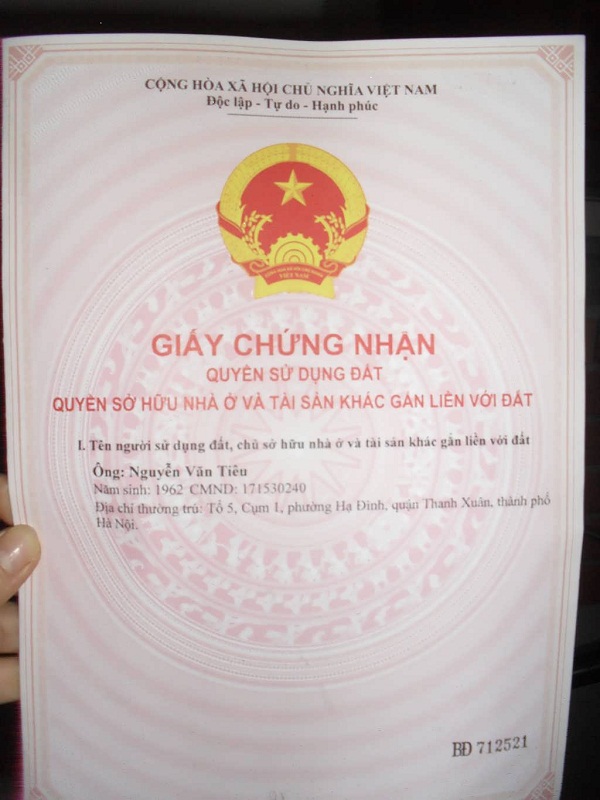 CỘNG HÒA XÃ HỘI CHỦ NGHĨA VIỆT NAM
Độc lập - Tự do - Hạnh phúc
VIỆT NAM
GIẤY CHỨNG NHẬN
QUYỀN SỬ DỤNG ĐẤT
QUYỀN SỞ HỮU NHÀ Ở VÀ TÀI SẢN KHÁC GẮN LIỀN VỚI ĐẤT
I. Tên người sử dụng đất, chủ sở hữu nhà ở và tài sản khác gắn liền với đất
Ông: Nguyễn Văn Tiêu
Năm sinh: 1962 CMND: 171530240
Địa chỉ thường trú: Tổ 5, Cụm 1, phường Hạ Đình, quận Thanh Xuân, thành phố
Hà Nội.
BĐ 712521